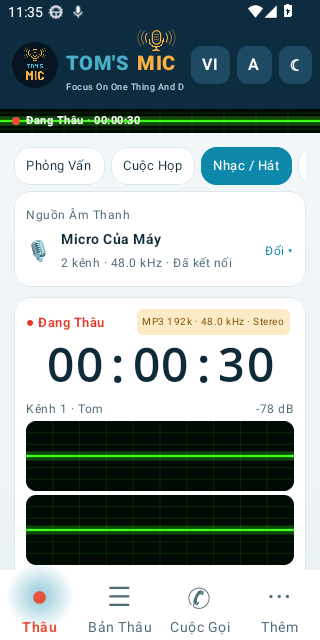 11:35
TOM'S MIC
TOM'S
MIC
Focus On One Thing And D
VI
A
Đang Thâu · 00:00:30
Phỏng Vấn
Cuộc Họp
Nhạc / Hát
Nguồn Âm Thanh
Micro Của Máy
2 kênh · 48.0 kHz · Đã kết nối
Đổi
Đang Thâu
MP3 192k · 48.0 kHz · Stereo
00:00:30
Kênh 1 · Tom
-78 dB
Thâu
Bản Thâu
Cuộc Gọi
Thêm